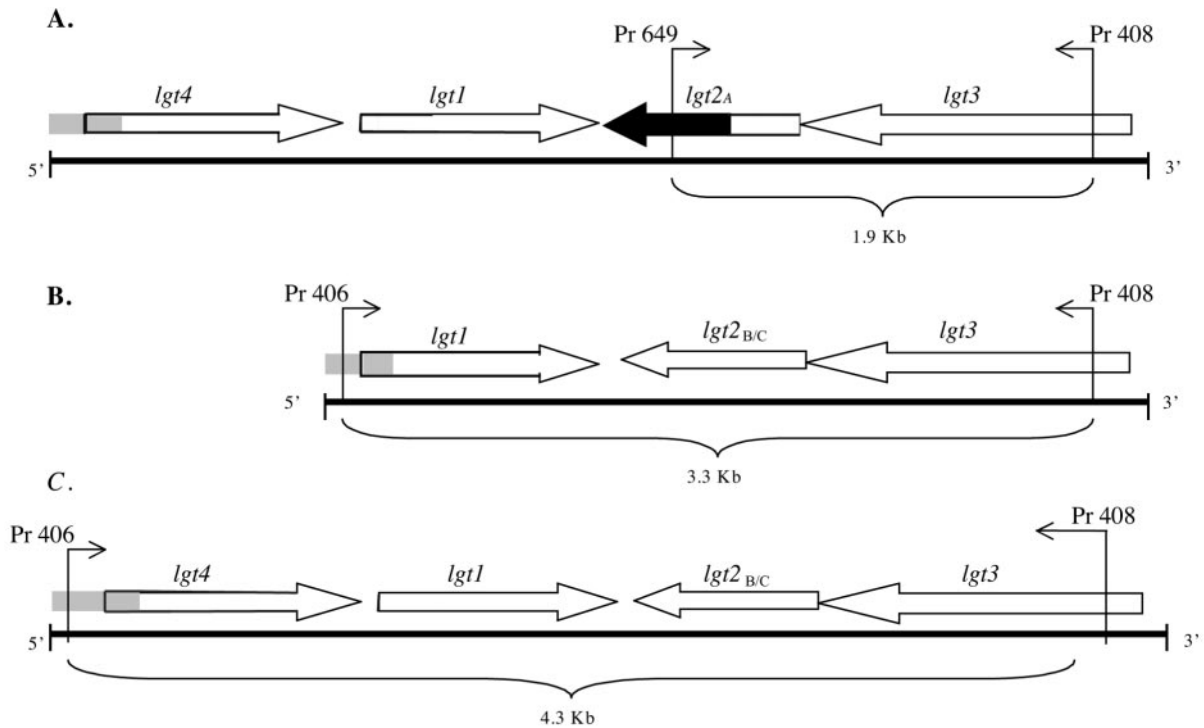 A.
Pr 649 Pr 408
lgt4 lgt1 lgt2A lgt3
5’ 3’
1.9 Kb
B.
Pr 406 Pr 408
lgt1 lgt2B/C lgt3
5’ 3’
3.3 Kb
C.
Pr 406 Pr 408
lgt4 lgt1 lgt2B/C lgt3
5’ 3’
4.3 Kb